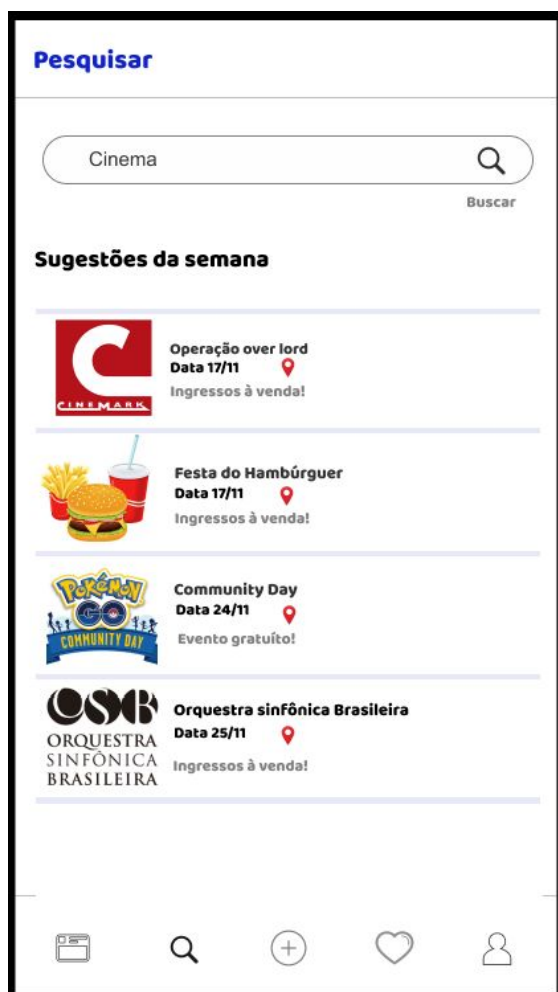 Pesquisar
Cinema
Buscar
Sugestões da semana
CINEMARK
Operação over lord
Data 17/11
Ingressos à venda!
Festa do Hambúrguer
Data 17/11
Ingressos à venda!
POKÉMON
GO
COMMUNITY DAY
Community Day
Data 24/11
Evento gratuíto!
OSB
ORQUESTRA
SINFÔNICA
BRASILEIRA
Orquestra sinfônica Brasileira
Data 25/11
Ingressos à venda!